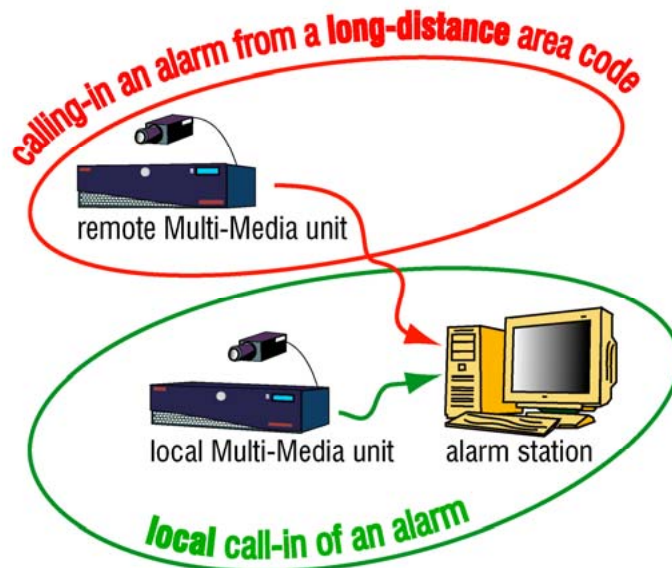 calling-in an alarm from a long-distance area code
remote Multi-Media unit
local Multi-Media unit
alarm station
local call-in of an alarm